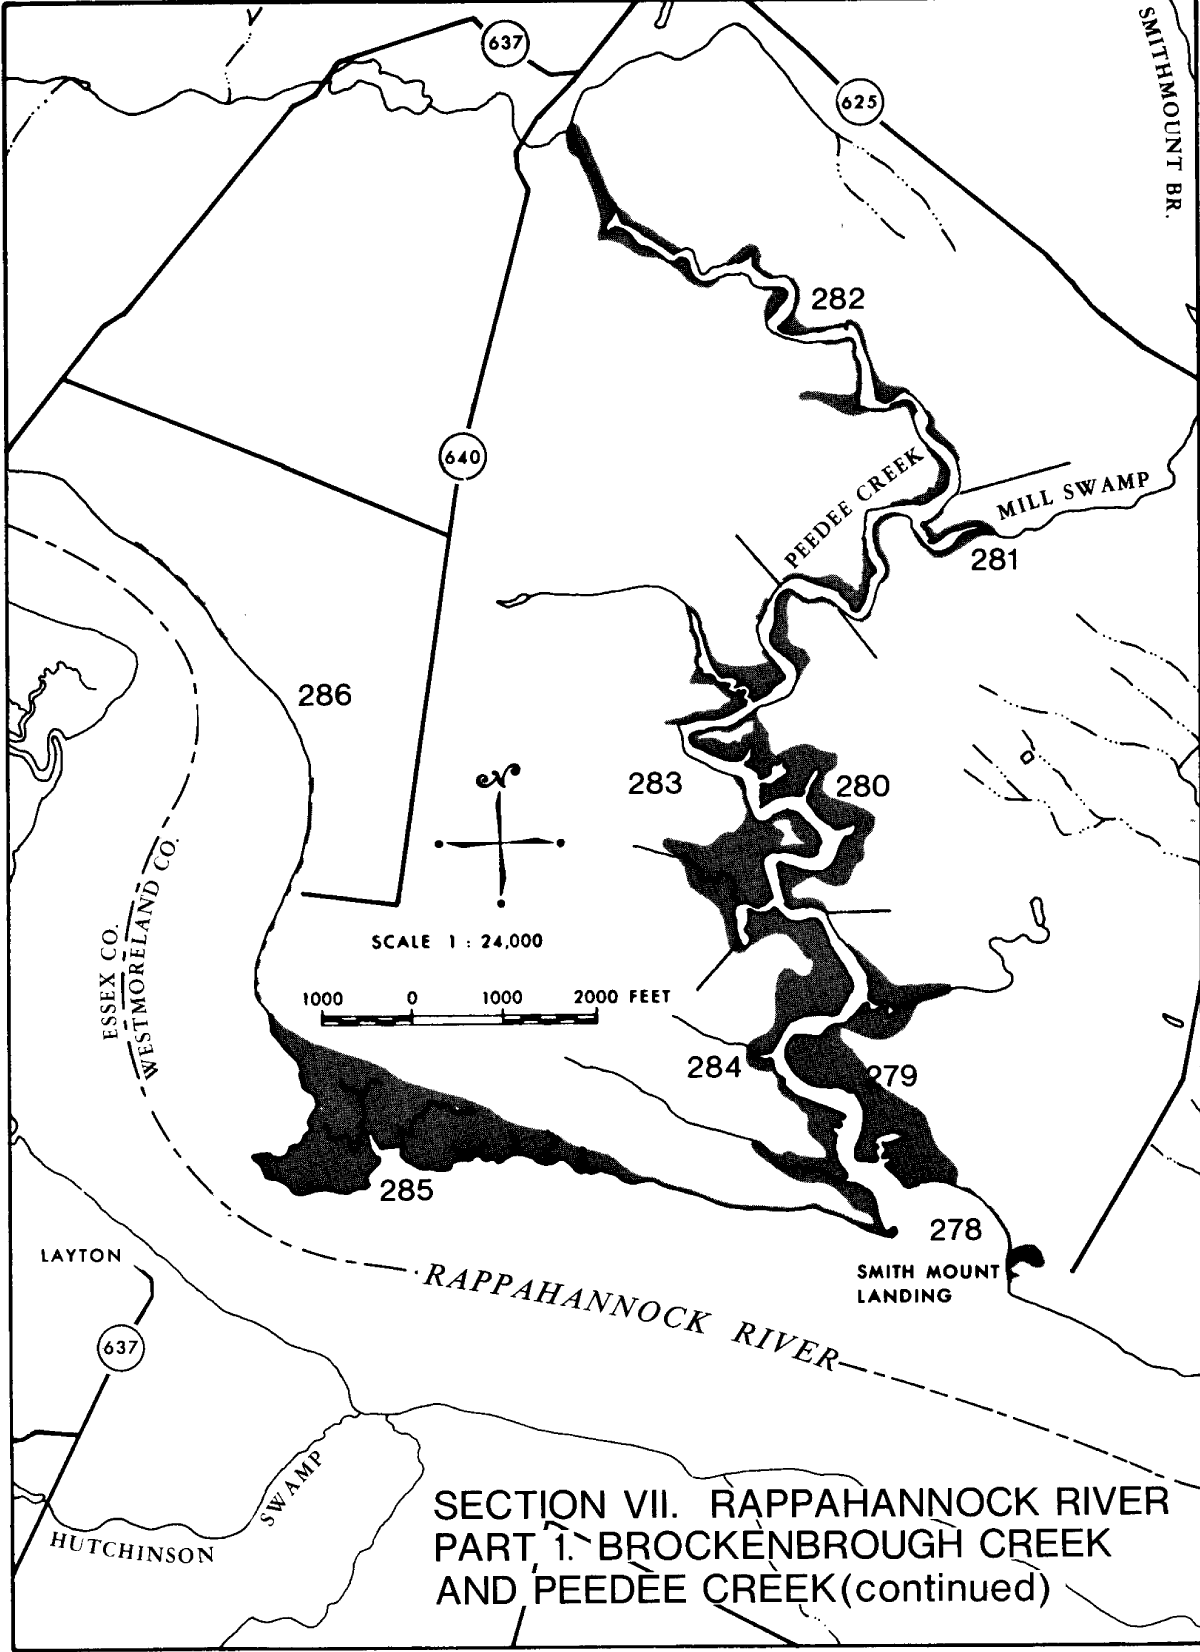 637
625
SMITHMOUNT BR.
282
640
PEEDEE CREEK
MILL SWAMP
281
286
N
283
280
ESSEX CO.
WESTMORELAND CO.
SCALE 1 : 24,000
1000 0 1000 2000 FEET
284
279
285
278
LAYTON
SMITH MOUNT
LANDING
RAPPAHANNOCK RIVER
637
HUTCHINSON SWAMP
SECTION VII. RAPPAHANNOCK RIVER
PART 1. BROCKENBROUGH CREEK
AND PEEDEE CREEK (continued)